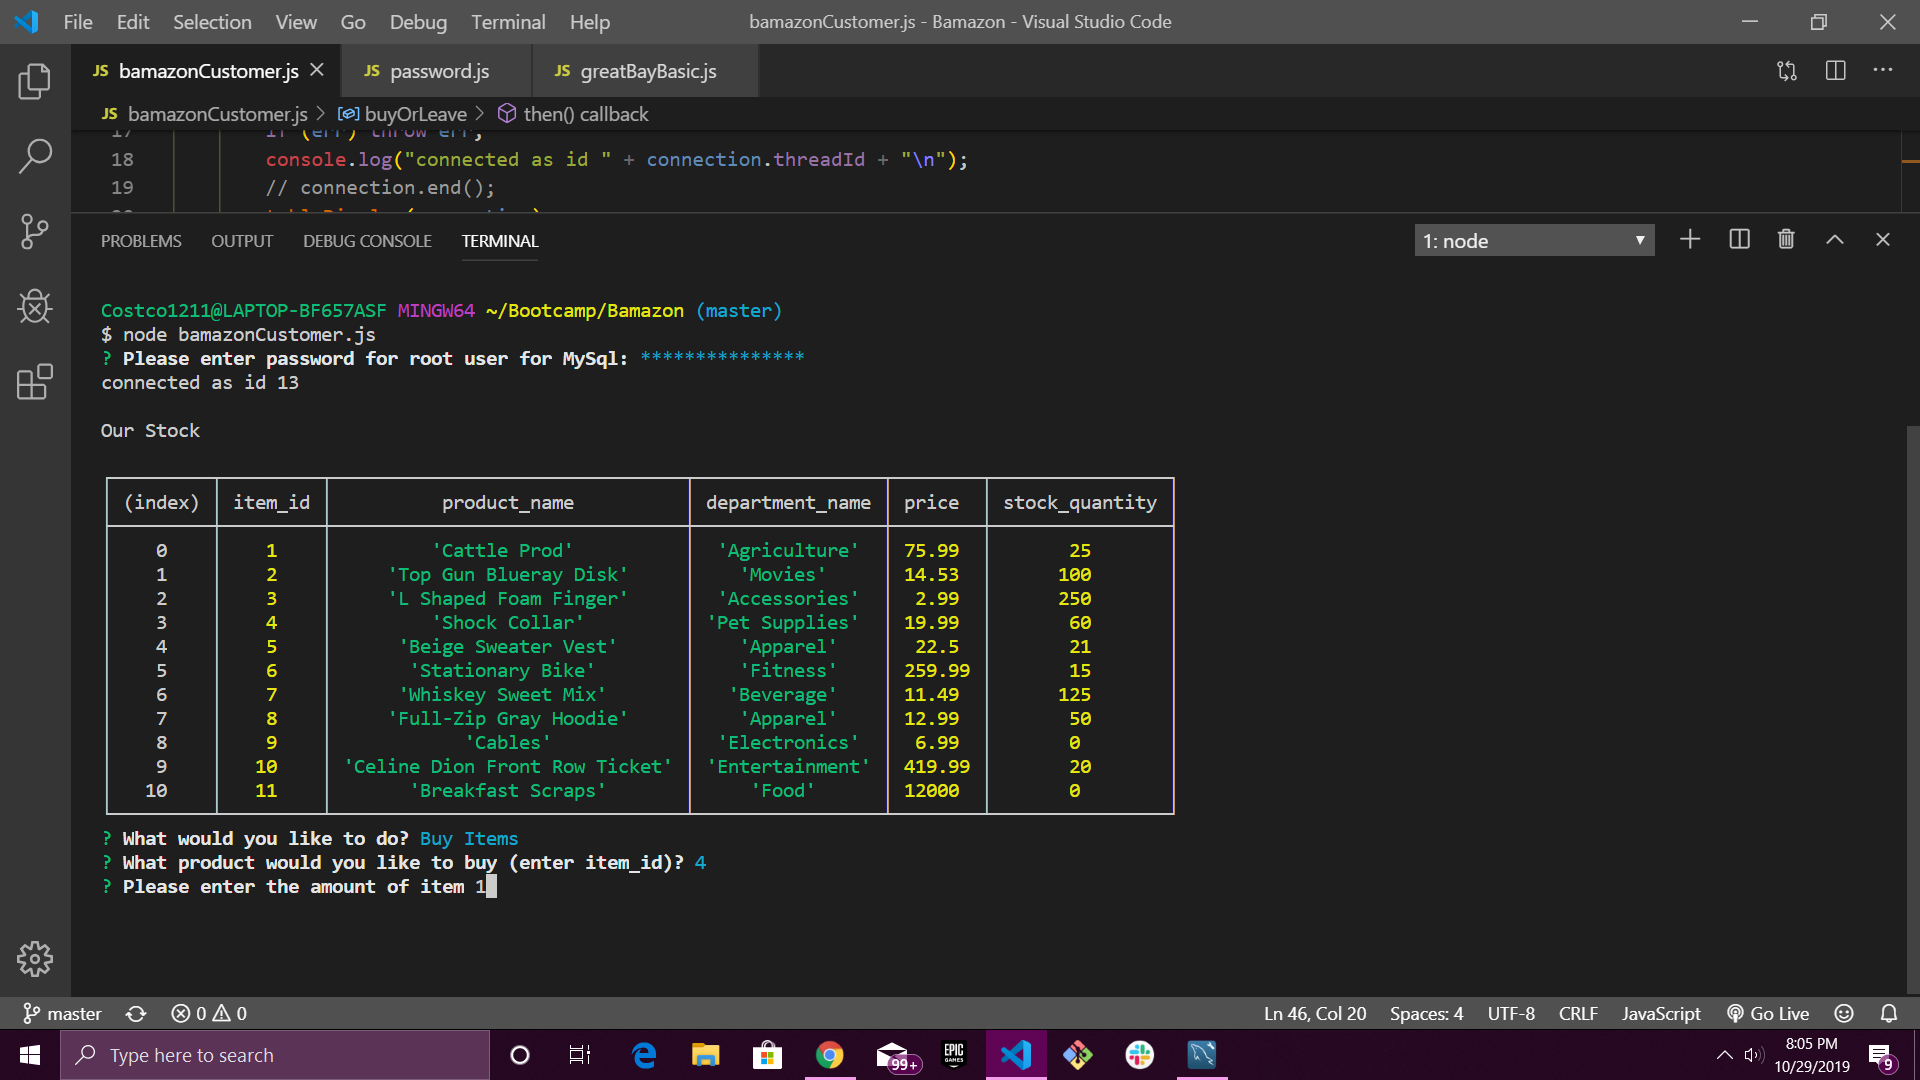 File Edit Selection View Go Debug Terminal Help bamazonCustomer.js - Bamazon - Visual Studio Code
JS bamazonCustomer.js JS password.js JS greatBayBasic.js
JS bamazonCustomer.js > buyOrLeave > then() callback
17 if (err) throw err;
18 console.log("connected as id " + connection.threadId + "\n");
19 // connection.end();
PROBLEMS OUTPUT DEBUG CONSOLE TERMINAL 1: node
Costco1211@LAPTOP-BF657ASF MINGW64 ~/Bootcamp/Bamazon (master)
$ node bamazonCustomer.js
? Please enter password for root user for MySql: ***************
connected as id 13
Our Stock
(index) item_id product_name department_name price stock_quantity
0 1 'Cattle Prod' 'Agriculture' 75.99 25
1 2 'Top Gun Blueray Disk' 'Movies' 14.53 100
2 3 'L Shaped Foam Finger' 'Accessories' 2.99 250
3 4 'Shock Collar' 'Pet Supplies' 19.99 60
4 5 'Beige Sweater Vest' 'Apparel' 22.5 21
5 6 'Stationary Bike' 'Fitness' 259.99 15
6 7 'Whiskey Sweet Mix' 'Beverage' 11.49 125
7 8 'Full-Zip Gray Hoodie' 'Apparel' 12.99 50
8 9 'Cables' 'Electronics' 6.99 0
9 10 'Celine Dion Front Row Ticket' 'Entertainment' 419.99 20
10 11 'Breakfast Scraps' 'Food' 12000 0
? What would you like to do? Buy Items
? What product would you like to buy (enter item_id)? 4
? Please enter the amount of item 1
master 0 0 Ln 46, Col 20 Spaces: 4 UTF-8 CRLF JavaScript Go Live
Type here to search 99+ EPIC GAMES 8:05 PM
10/29/2019 9